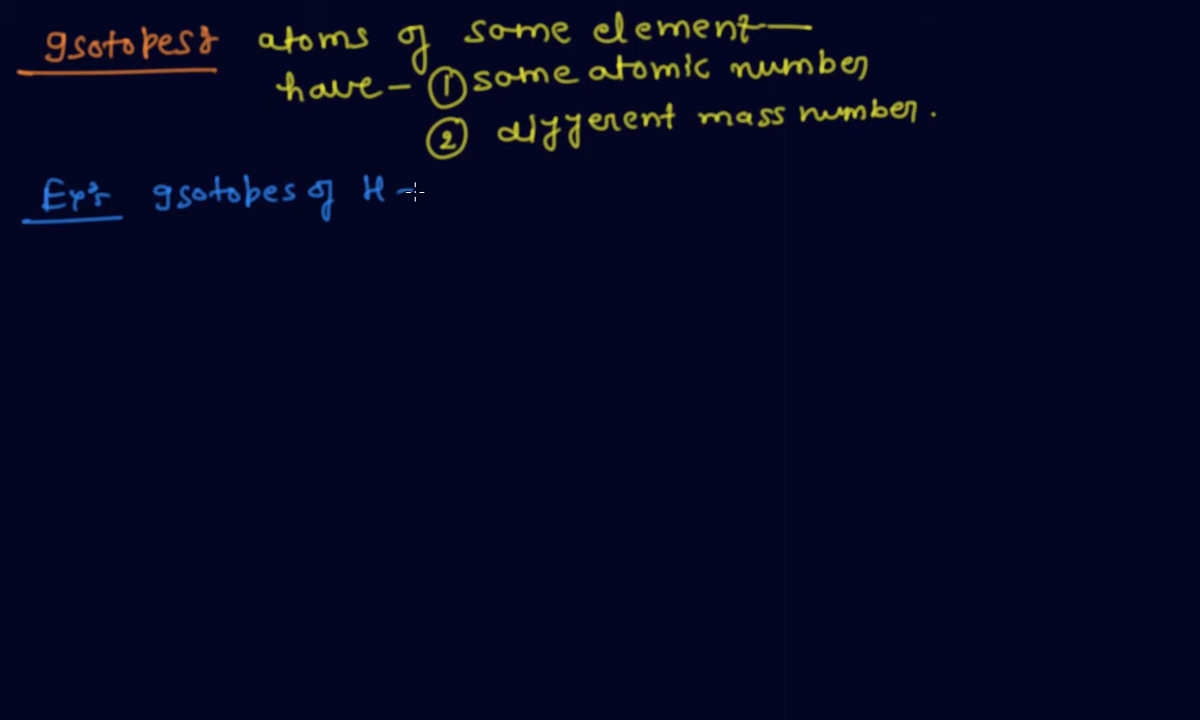 Isotopes: atoms of same element —
have - ① same atomic number
② different mass number.
Ex: Isotopes of H -